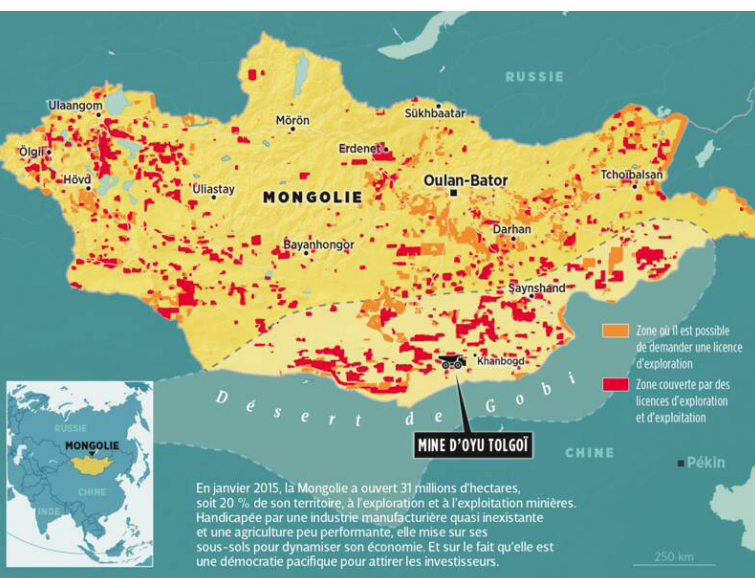 RUSSIE
Ulaangom
Mörön
Sükhbaatar
Ölgii
Erdenet
Hövd
Uliastay
Oulan-Bator
Tchoïbalsan
MONGOLIE
Darhan
Bayanhongor
Saynshand
Zone où il est possible
de demander une licence
d'exploration
Khanbogd
Zone couverte par des
licences d'exploration
et d'exploitation
Désert de Gobi
MINE D'OYU TOLGOÏ
CHINE
Pékin
RUSSIE
MONGOLIE
CHINE
INDE
En janvier 2015, la Mongolie a ouvert 31 millions d'hectares,
soit 20 % de son territoire, à l'exploration et à l'exploitation minières.
Handicapée par une industrie manufacturière quasi inexistante
et une agriculture peu performante, elle mise sur ses
sous-sols pour dynamiser son économie. Et sur le fait qu'elle est
une démocratie pacifique pour attirer les investisseurs.
250 km